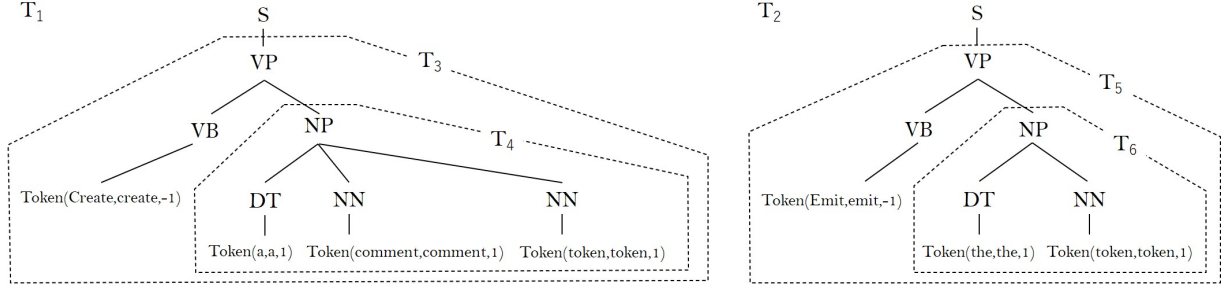 T1 S
VP T3
VB NP T4
Token(Create,create,-1) DT NN NN
Token(a,a,1) Token(comment,comment,1) Token(token,token,1)
T2 S
VP T5
VB NP T6
Token(Emit,emit,-1) DT NN
Token(the,the,1) Token(token,token,1)